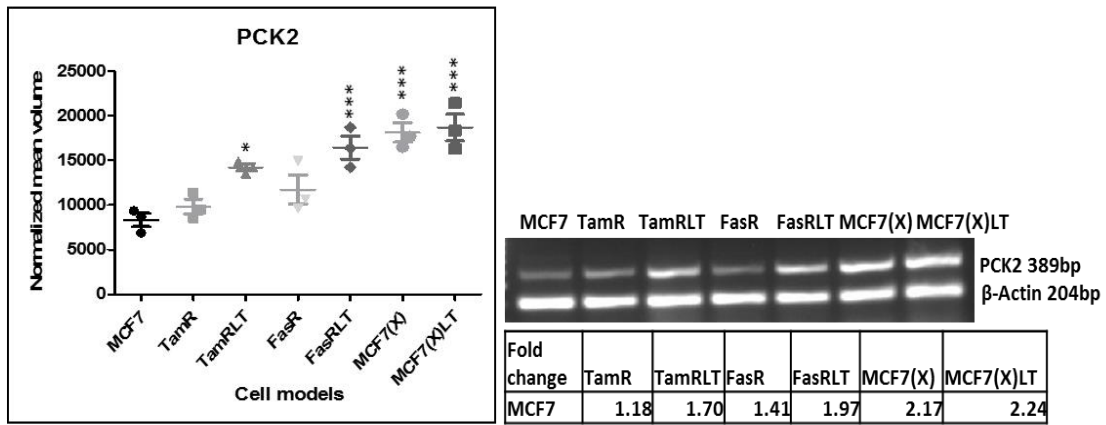 PCK2
Normalized mean volume
25000
20000
15000
10000
5000
0
*
***
***
***
MCF7
TamR
TamRLT
FasR
FasRLT
MCF7(X)
MCF7(X)LT
Cell models
MCF7 TamR TamRLT FasR FasRLT MCF7(X) MCF7(X)LT
PCK2 389bp
β-Actin 204bp
Fold change TamR TamRLT FasR FasRLT MCF7(X) MCF7(X)LT
MCF7 1.18 1.70 1.41 1.97 2.17 2.24